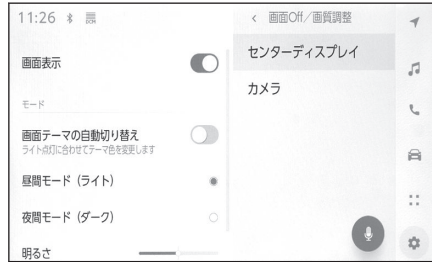 11:26
画面表示
モード
画面テーマの自動切り替え
ライト点灯に合わせてテーマ色を変更します
昼間モード（ライト）
夜間モード（ダーク）
明るさ
< 画面Off／画質調整
センターディスプレイ
カメラ